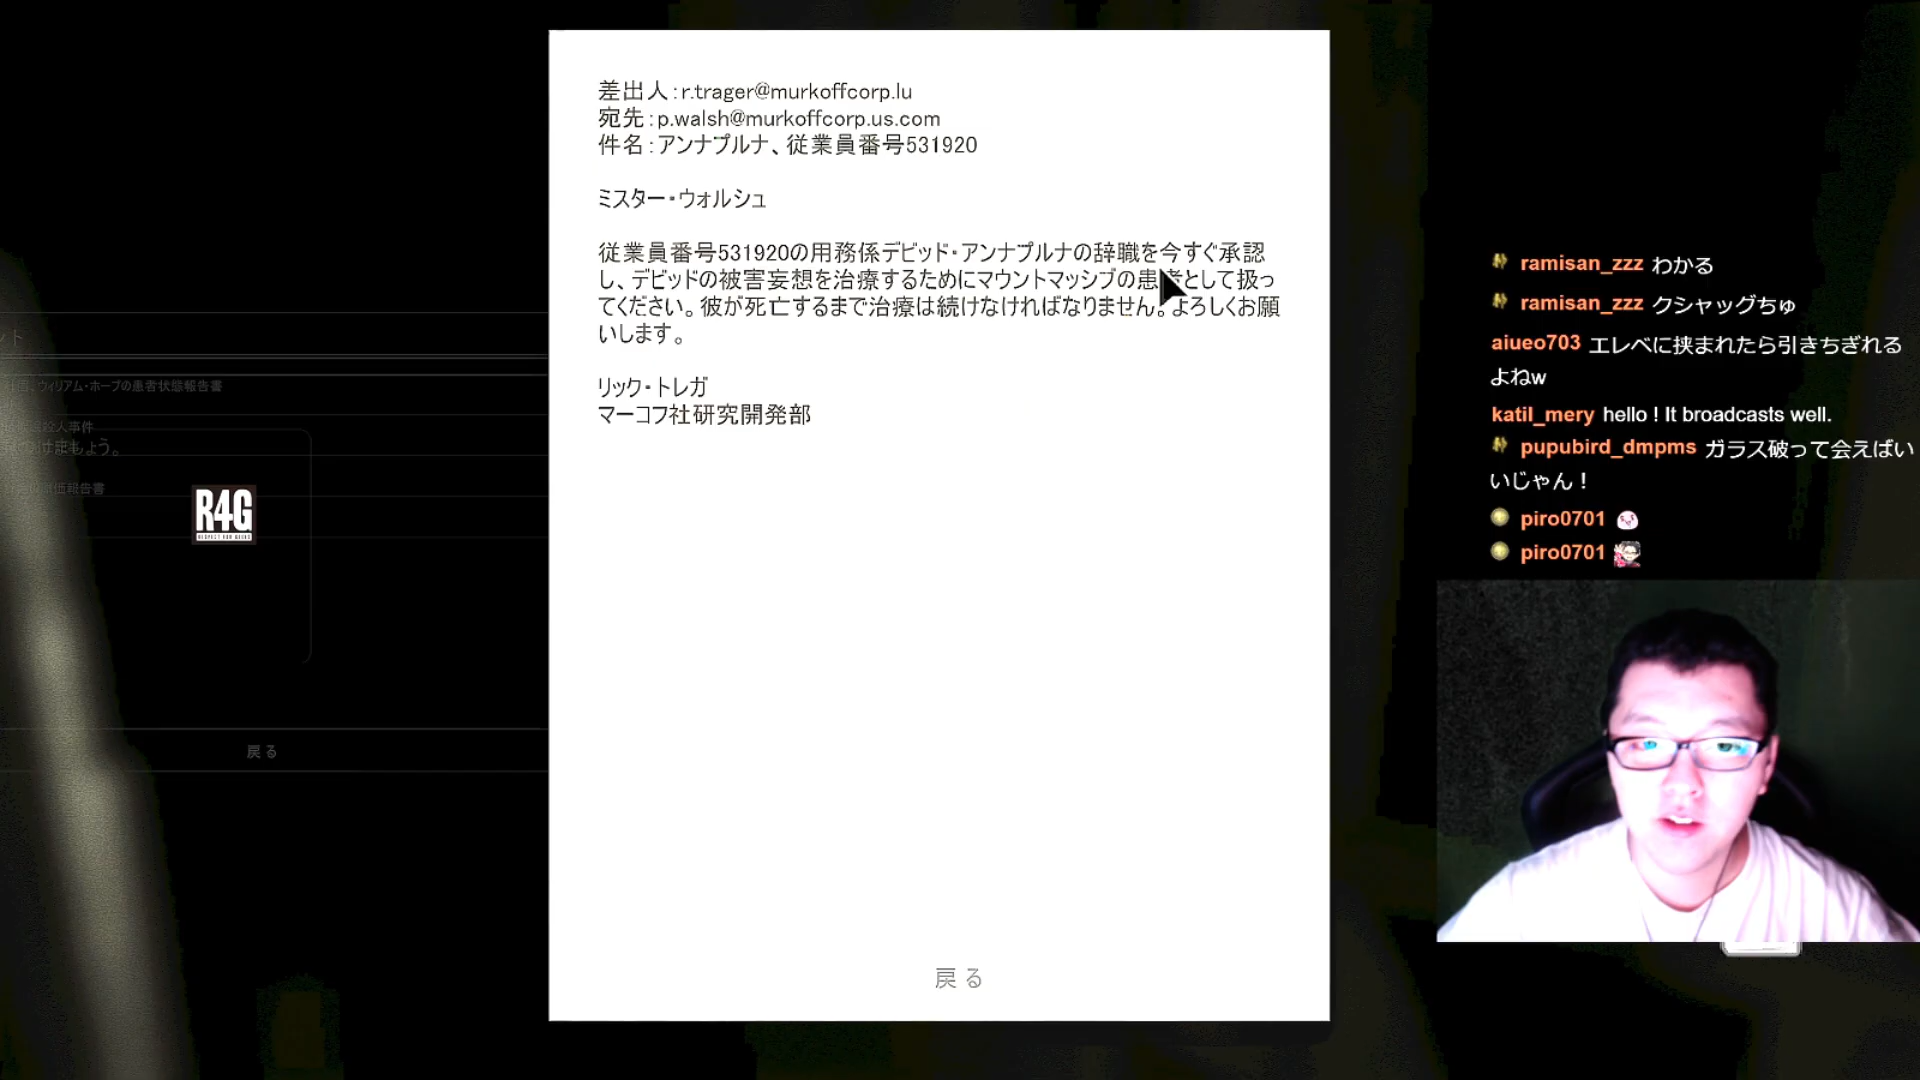 差出人：r.trager@murkoffcorp.lu
宛先：p.walsh@murkoffcorp.us.com
件名：アンナプルナ、従業員番号531920
ミスター・ウォルシュ
従業員番号531920の用務係デビッド・アンナプルナの辞職を今すぐ承認
し、デビッドの被害妄想を治療するためにマウントマッシブの患者として扱っ
てください。彼が死亡するまで治療は続けなければなりません。よろしくお願
いします。
リック・トレガ
マーコフ社研究開発部
戻る
ウィリアム・ホープの患者状態報告書
殺人事件
しょう。
価報告書
R4G
戻る
ramisan_zzz わかる
ramisan_zzz クシャッグちゅ
aiueo703 エレベに挟まれたら引きちぎれる
よねw
katil_mery hello ! It broadcasts well.
pupubird_dmpms ガラス破って会えばい
いじゃん！
piro0701
piro0701